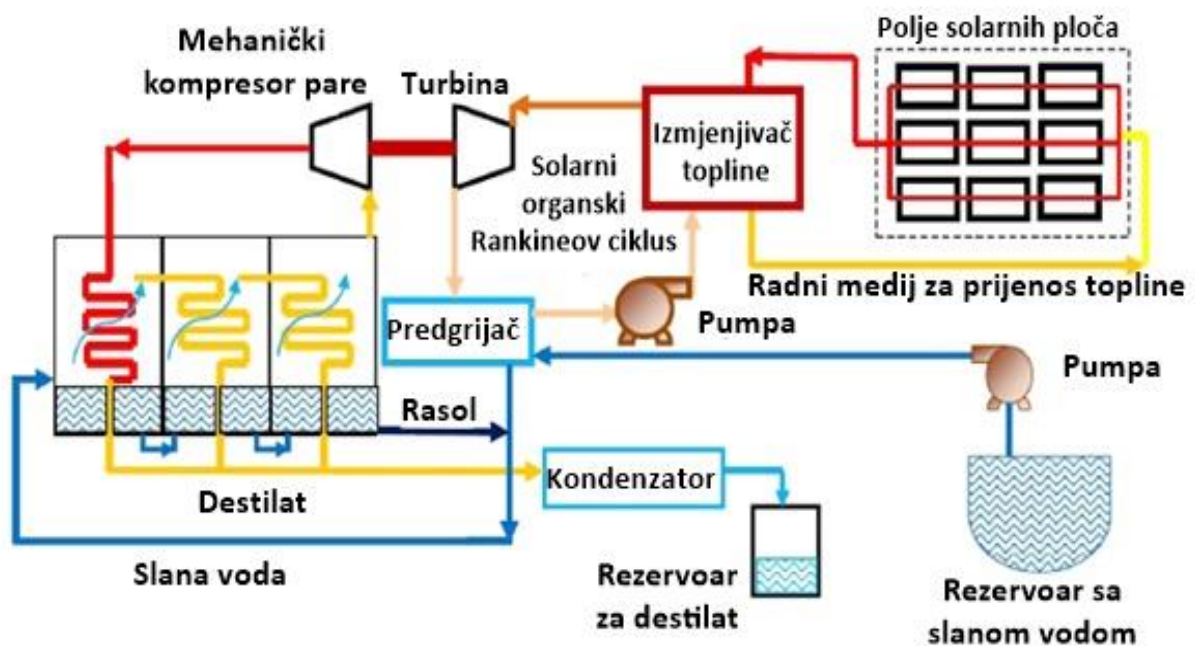 Mehanički
kompresor pare
Turbina
Polje solarnih ploča
Izmjenjivač
topline
Solarni
organski
Rankineov ciklus
Radni medij za prijenos topline
Predgrijač
Pumpa
Pumpa
Rasol
Kondenzator
Destilat
Slana voda
Rezervoar
za destilat
Rezervoar sa
slanom vodom